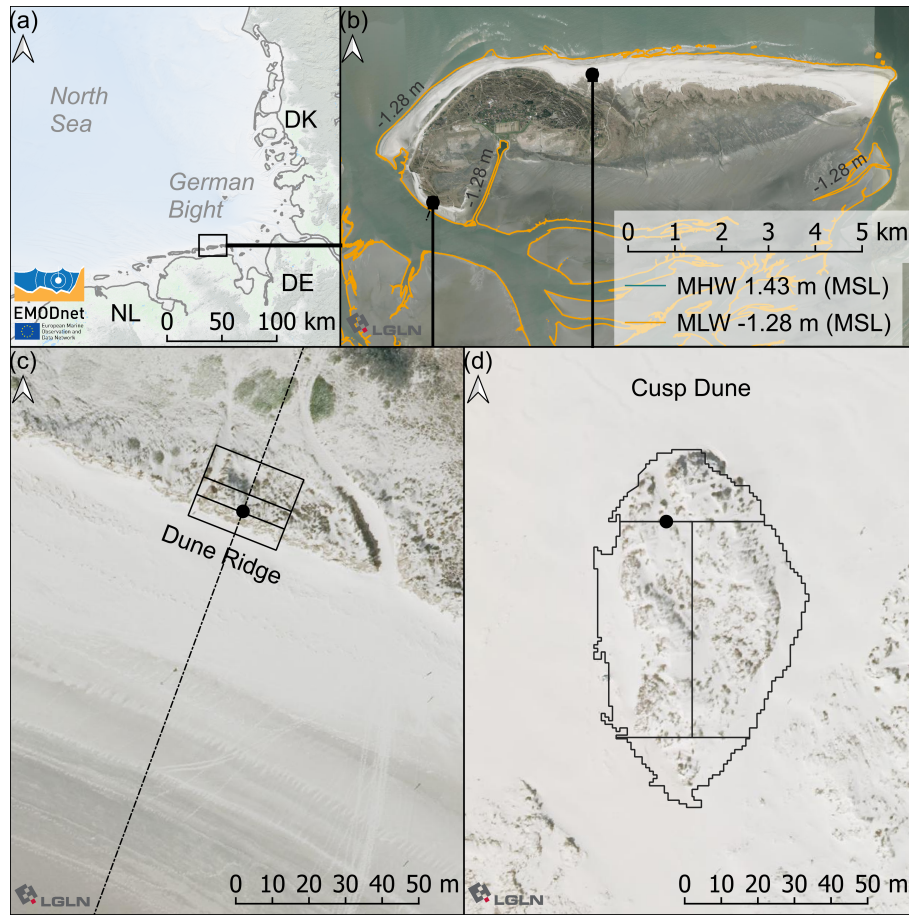 (a)
North
Sea
DK
German
Bight
DE
NL
EMODnet
European Marine
Observation and
Data Network
0 50 100 km
(b)
-1.28 m
-1.28 m
-1.28 m
0 1 2 3 4 5 km
MHW 1.43 m (MSL)
MLW -1.28 m (MSL)
LGLN
(c)
Dune Ridge
0 10 20 30 40 50 m
LGLN
(d)
Cusp Dune
0 10 20 30 40 50 m
LGLN